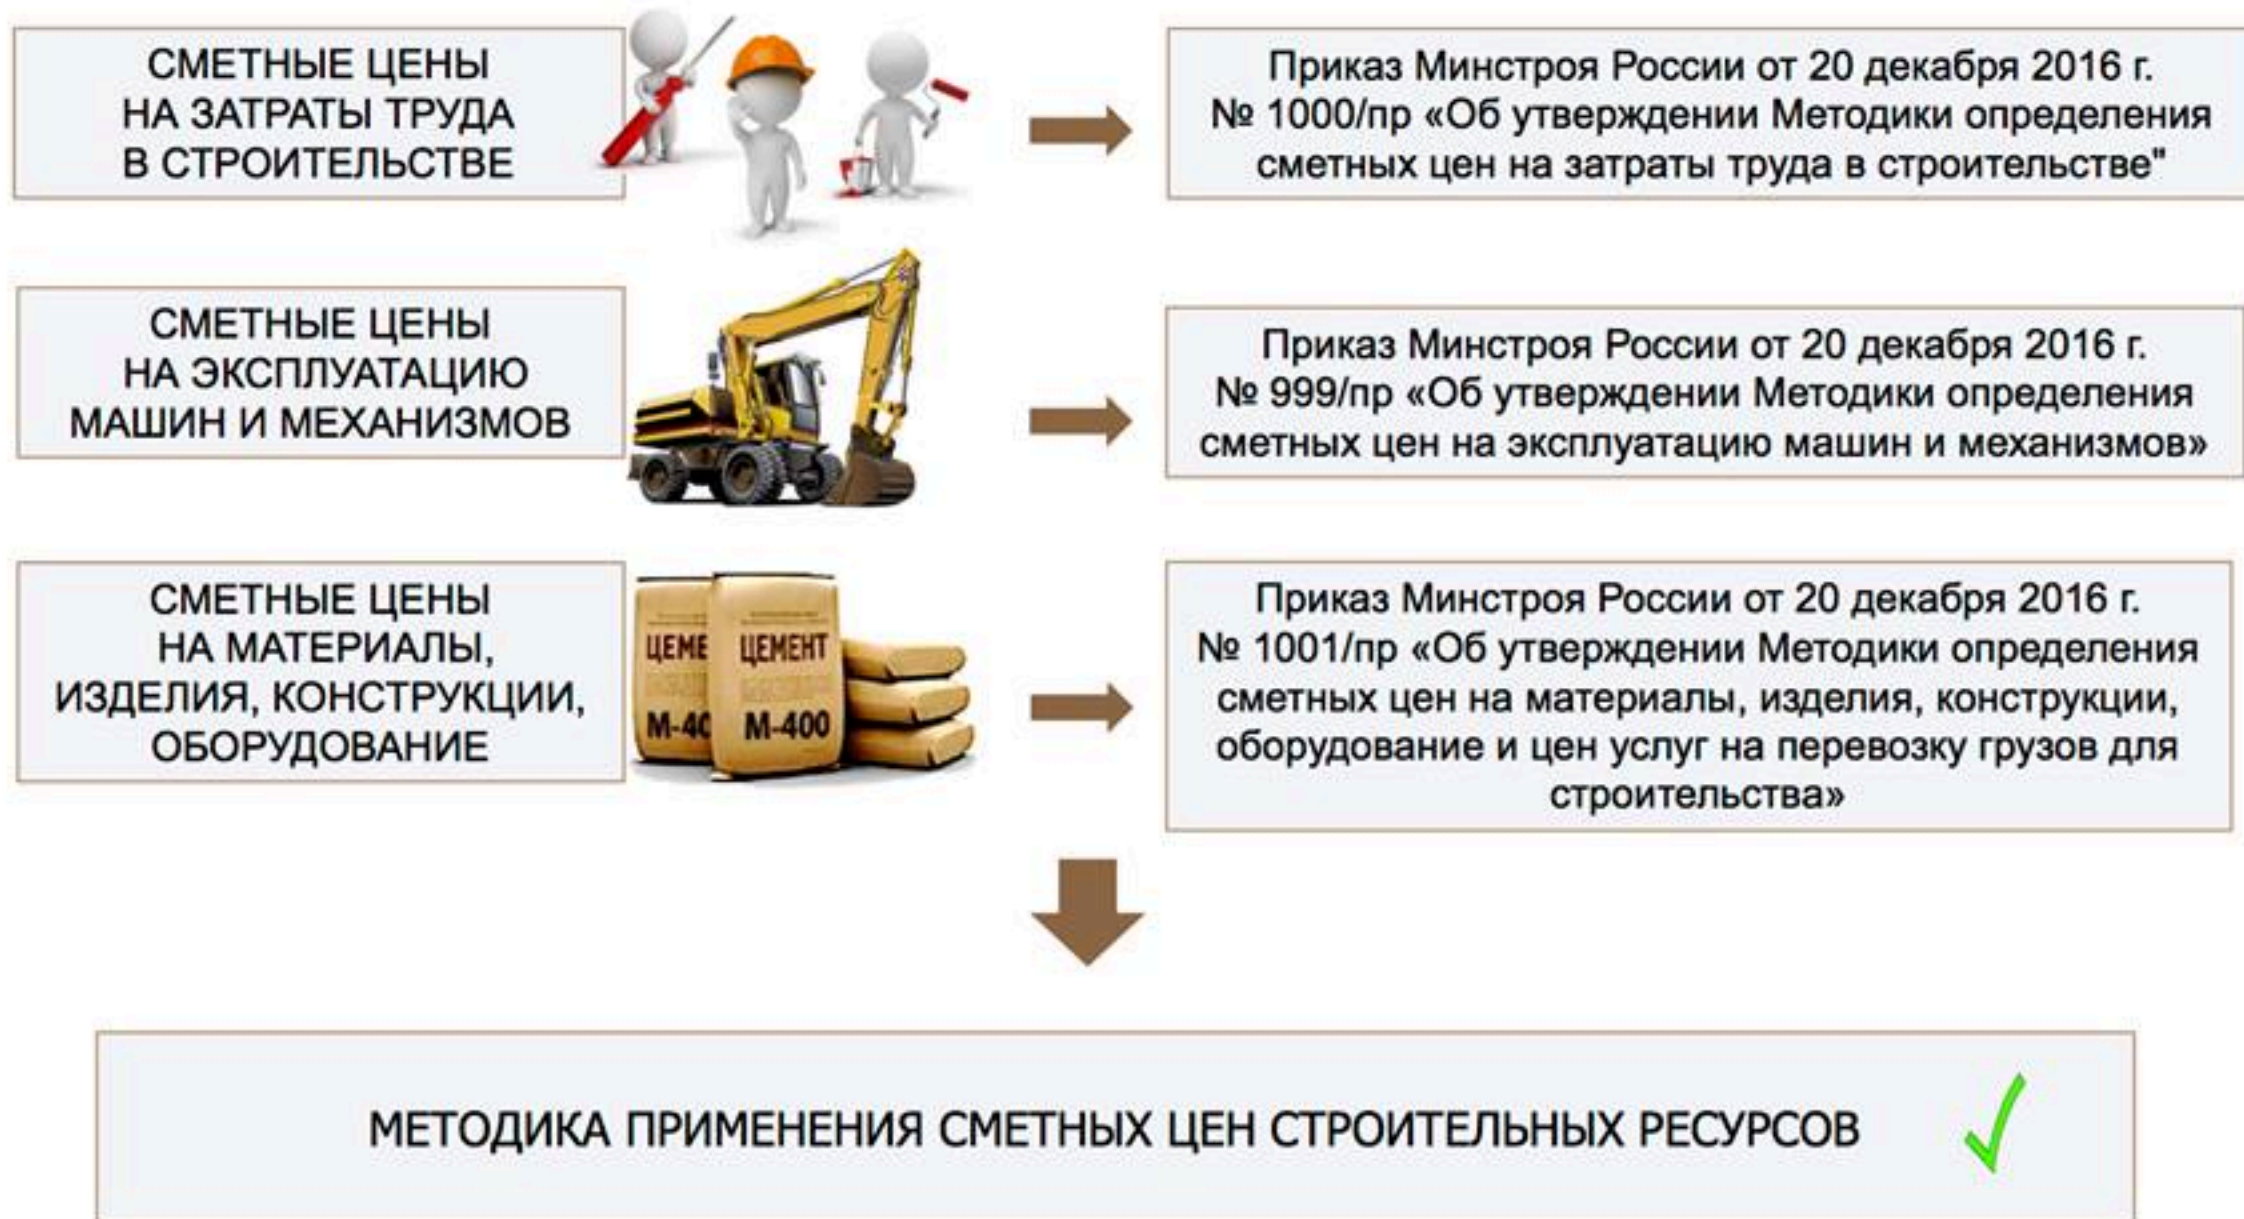 СМЕТНЫЕ ЦЕНЫ
НА ЗАТРАТЫ ТРУДА
В СТРОИТЕЛЬСТВЕ
Приказ Минстроя России от 20 декабря 2016 г.
№ 1000/пр «Об утверждении Методики определения
сметных цен на затраты труда в строительстве"
СМЕТНЫЕ ЦЕНЫ
НА ЭКСПЛУАТАЦИЮ
МАШИН И МЕХАНИЗМОВ
Приказ Минстроя России от 20 декабря 2016 г.
№ 999/пр «Об утверждении Методики определения
сметных цен на эксплуатацию машин и механизмов»
СМЕТНЫЕ ЦЕНЫ
НА МАТЕРИАЛЫ,
ИЗДЕЛИЯ, КОНСТРУКЦИИ,
ОБОРУДОВАНИЕ
ЦЕМЕ
М-40
ЦЕМЕНТ
М-400
Приказ Минстроя России от 20 декабря 2016 г.
№ 1001/пр «Об утверждении Методики определения
сметных цен на материалы, изделия, конструкции,
оборудование и цен услуг на перевозку грузов для
строительства»
МЕТОДИКА ПРИМЕНЕНИЯ СМЕТНЫХ ЦЕН СТРОИТЕЛЬНЫХ РЕСУРСОВ